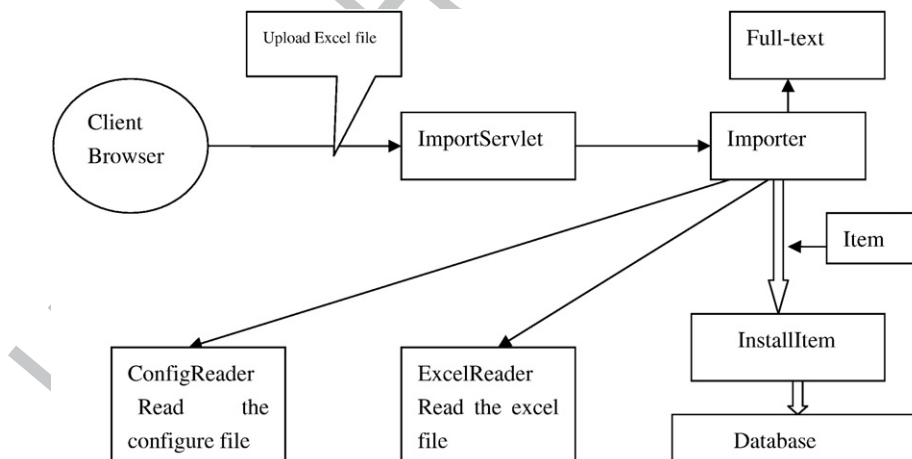 Upload Excel file
Full-text
Client
Browser
ImportServlet
Importer
Item
InstallItem
ConfigReader
Read the
configure file
ExcelReader
Read the excel
file
Database